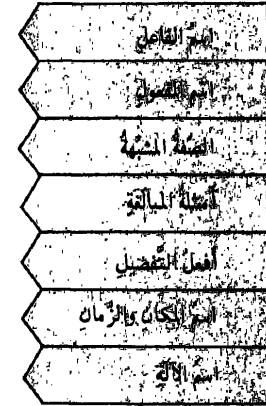 اسم الفاعل
اسم المفعول
الصفة المشبهة
أمثلة المبالغة
أفعل التفضيل
اسم المكان والزمان
اسم الآلة